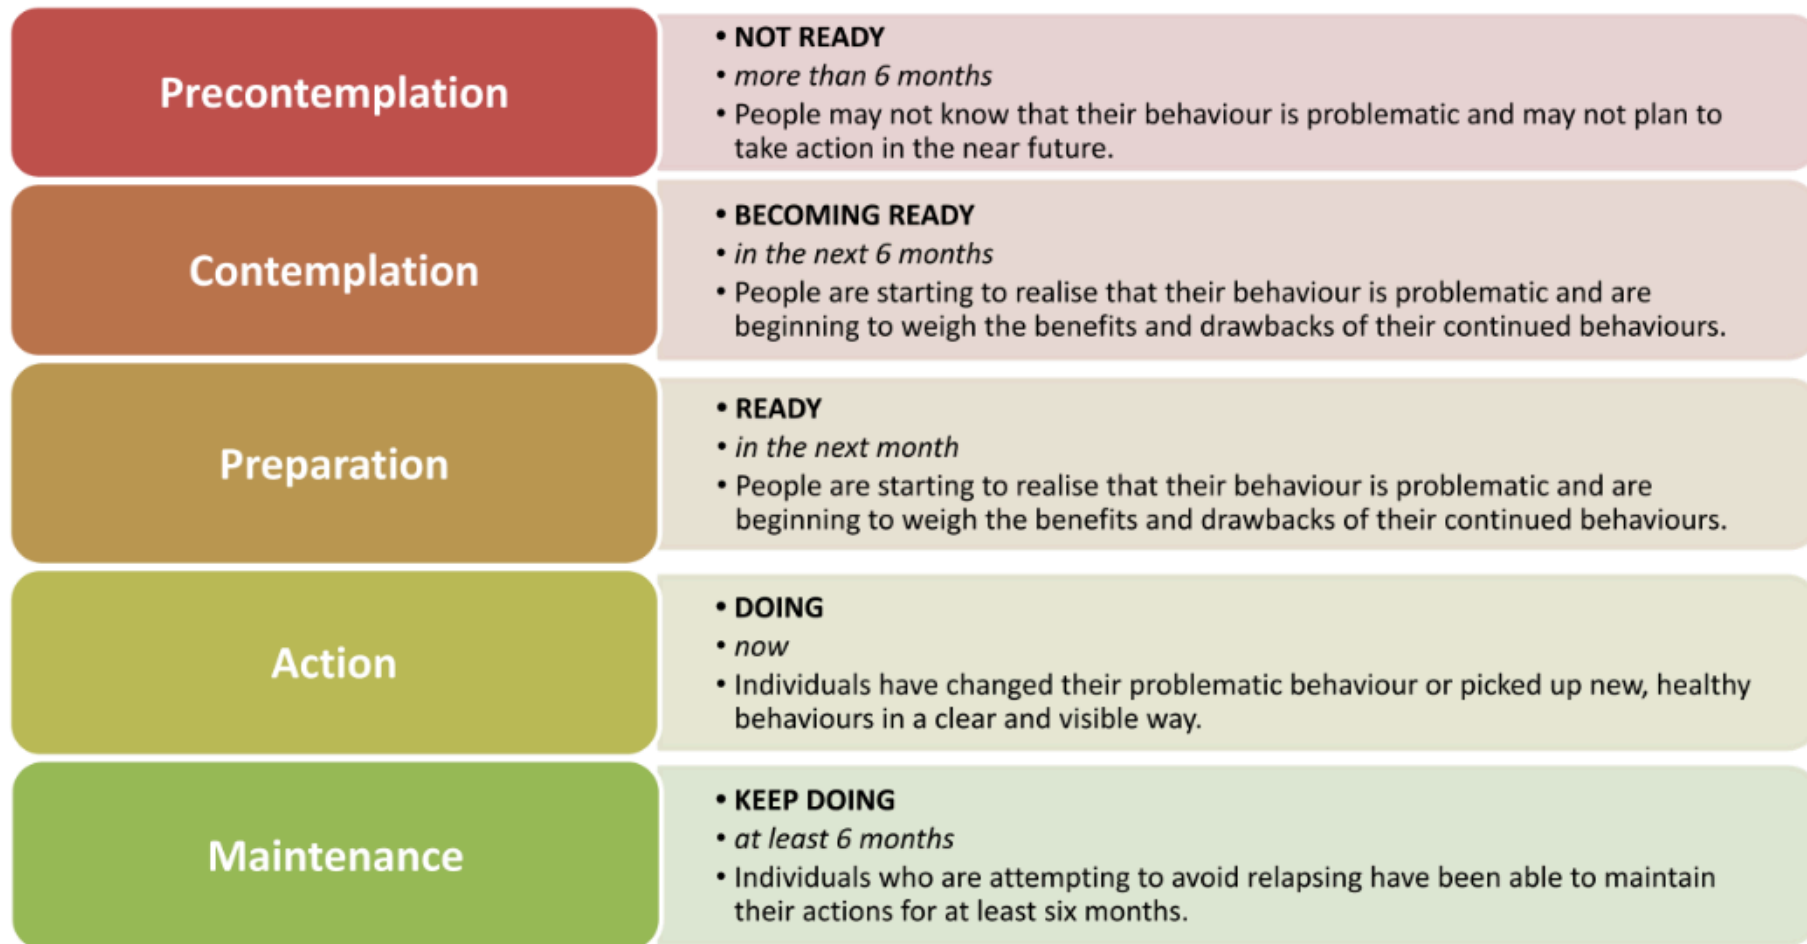 Precontemplation
• NOT READY
• more than 6 months
• People may not know that their behaviour is problematic and may not plan to
take action in the near future.
Contemplation
• BECOMING READY
• in the next 6 months
• People are starting to realise that their behaviour is problematic and are
beginning to weigh the benefits and drawbacks of their continued behaviours.
Preparation
• READY
• in the next month
• People are starting to realise that their behaviour is problematic and are
beginning to weigh the benefits and drawbacks of their continued behaviours.
Action
• DOING
• now
• Individuals have changed their problematic behaviour or picked up new, healthy
behaviours in a clear and visible way.
Maintenance
• KEEP DOING
• at least 6 months
• Individuals who are attempting to avoid relapsing have been able to maintain
their actions for at least six months.